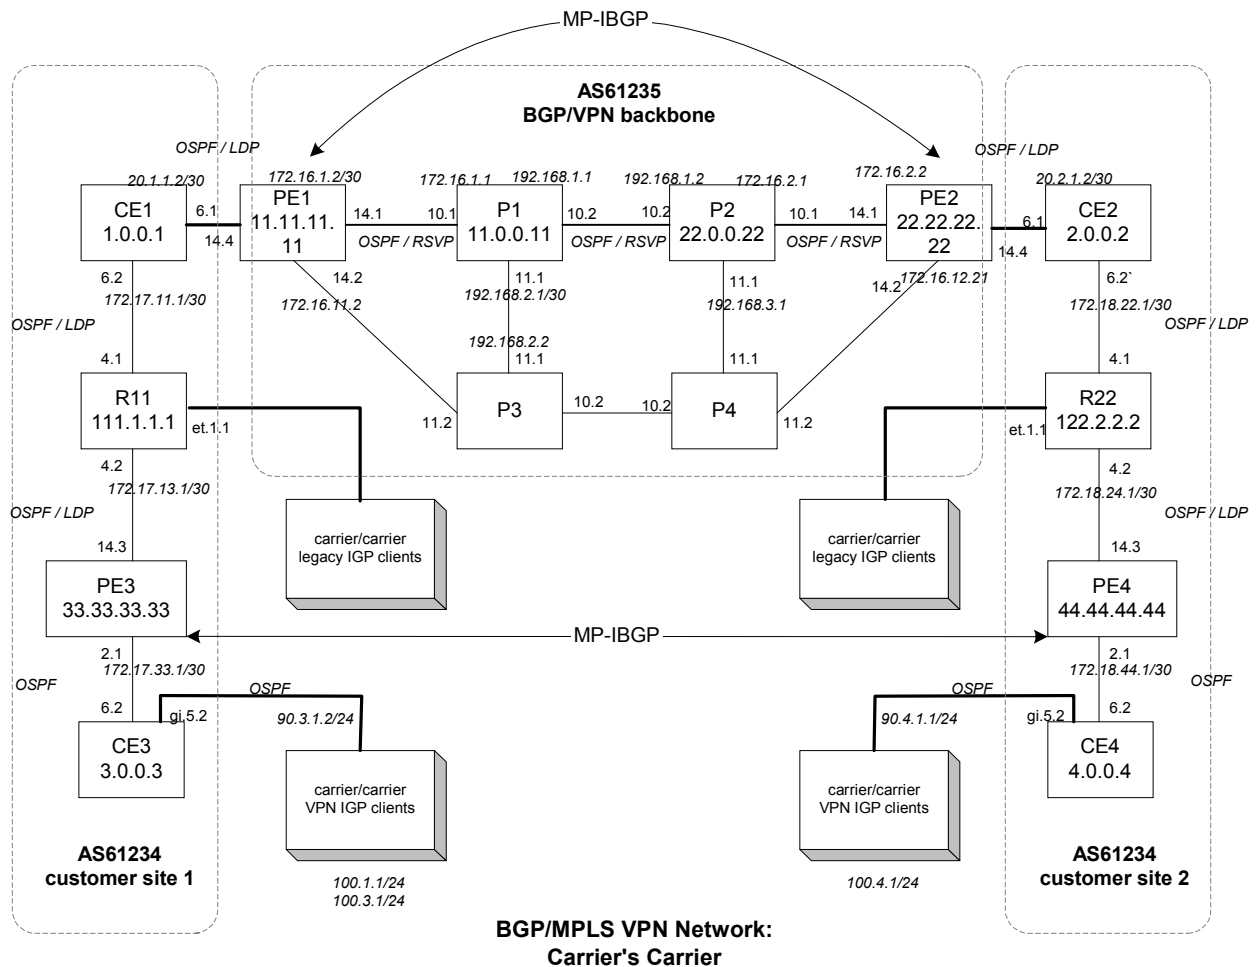 MP-IBGP
AS61235
BGP/VPN backbone
OSPF / LDP
OSPF / LDP
20.1.1.2/30
172.16.1.2/30
172.16.1.1
192.168.1.1
192.168.1.2
172.16.2.1
172.16.2.2
20.2.1.2/30
CE1
1.0.0.1
6.1
14.4
PE1
11.11.11.
11
14.1
10.1
OSPF / RSVP
P1
11.0.0.11
10.2
10.2
OSPF / RSVP
P2
22.0.0.22
10.1
14.1
OSPF / RSVP
PE2
22.22.22.
22
6.1
14.4
CE2
2.0.0.2
6.2
172.17.11.1/30
14.2
172.16.11.2
11.1
192.168.2.1/30
11.1
192.168.3.1
14.2
172.16.12.21
6.2`
172.18.22.1/30
OSPF / LDP
OSPF / LDP
192.168.2.2
4.1
11.1
11.1
4.1
R11
111.1.1.1
et.1.1
11.2
P3
10.2
10.2
P4
11.2
et.1.1
R22
122.2.2.2
4.2
172.17.13.1/30
4.2
172.18.24.1/30
OSPF / LDP
OSPF / LDP
carrier/carrier
legacy IGP clients
carrier/carrier
legacy IGP clients
14.3
14.3
PE3
33.33.33.33
PE4
44.44.44.44
MP-IBGP
2.1
172.17.33.1/30
2.1
172.18.44.1/30
OSPF
OSPF
OSPF
OSPF
6.2
gi.5.2
90.3.1.2/24
90.4.1.1/24
gi.5.2
6.2
CE3
3.0.0.3
CE4
4.0.0.4
carrier/carrier
VPN IGP clients
carrier/carrier
VPN IGP clients
AS61234
customer site 1
AS61234
customer site 2
100.1.1/24
100.3.1/24
100.4.1/24
BGP/MPLS VPN Network:
Carrier's Carrier